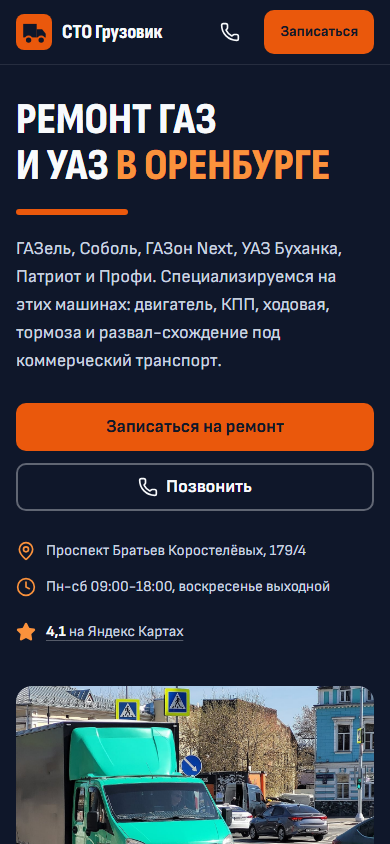 СТО Грузовик
Записаться
РЕМОНТ ГАЗ
И УАЗ В ОРЕНБУРГЕ
ГАЗель, Соболь, ГАЗон Next, УАЗ Буханка,
Патриот и Профи. Специализируемся на
этих машинах: двигатель, КПП, ходовая,
тормоза и развал-схождение под
коммерческий транспорт.
Записаться на ремонт
Позвонить
Проспект Братьев Коростелёвых, 179/4
Пн-сб 09:00-18:00, воскресенье выходной
4,1 на Яндекс Картах